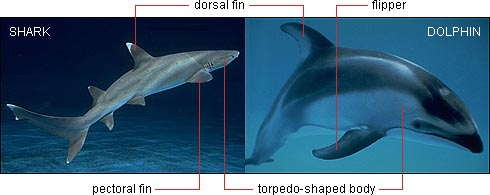 dorsal fin
flipper
SHARK
DOLPHIN
pectoral fin
torpedo-shaped body